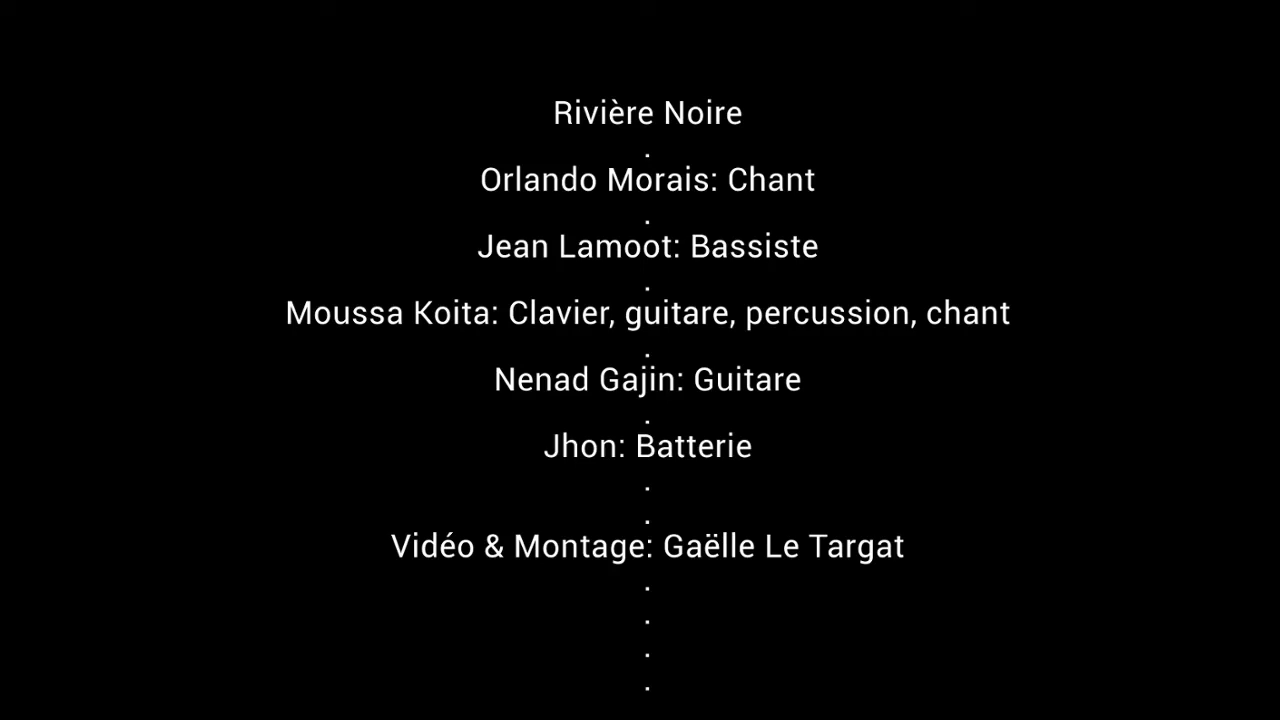 Rivière Noire
.
Orlando Morais: Chant
.
Jean Lamoot: Bassiste
.
Moussa Koita: Clavier, guitare, percussion, chant
.
Nenad Gajin: Guitare
.
Jhon: Batterie
.
.
Vidéo & Montage: Gaëlle Le Targat
.
.
.
.